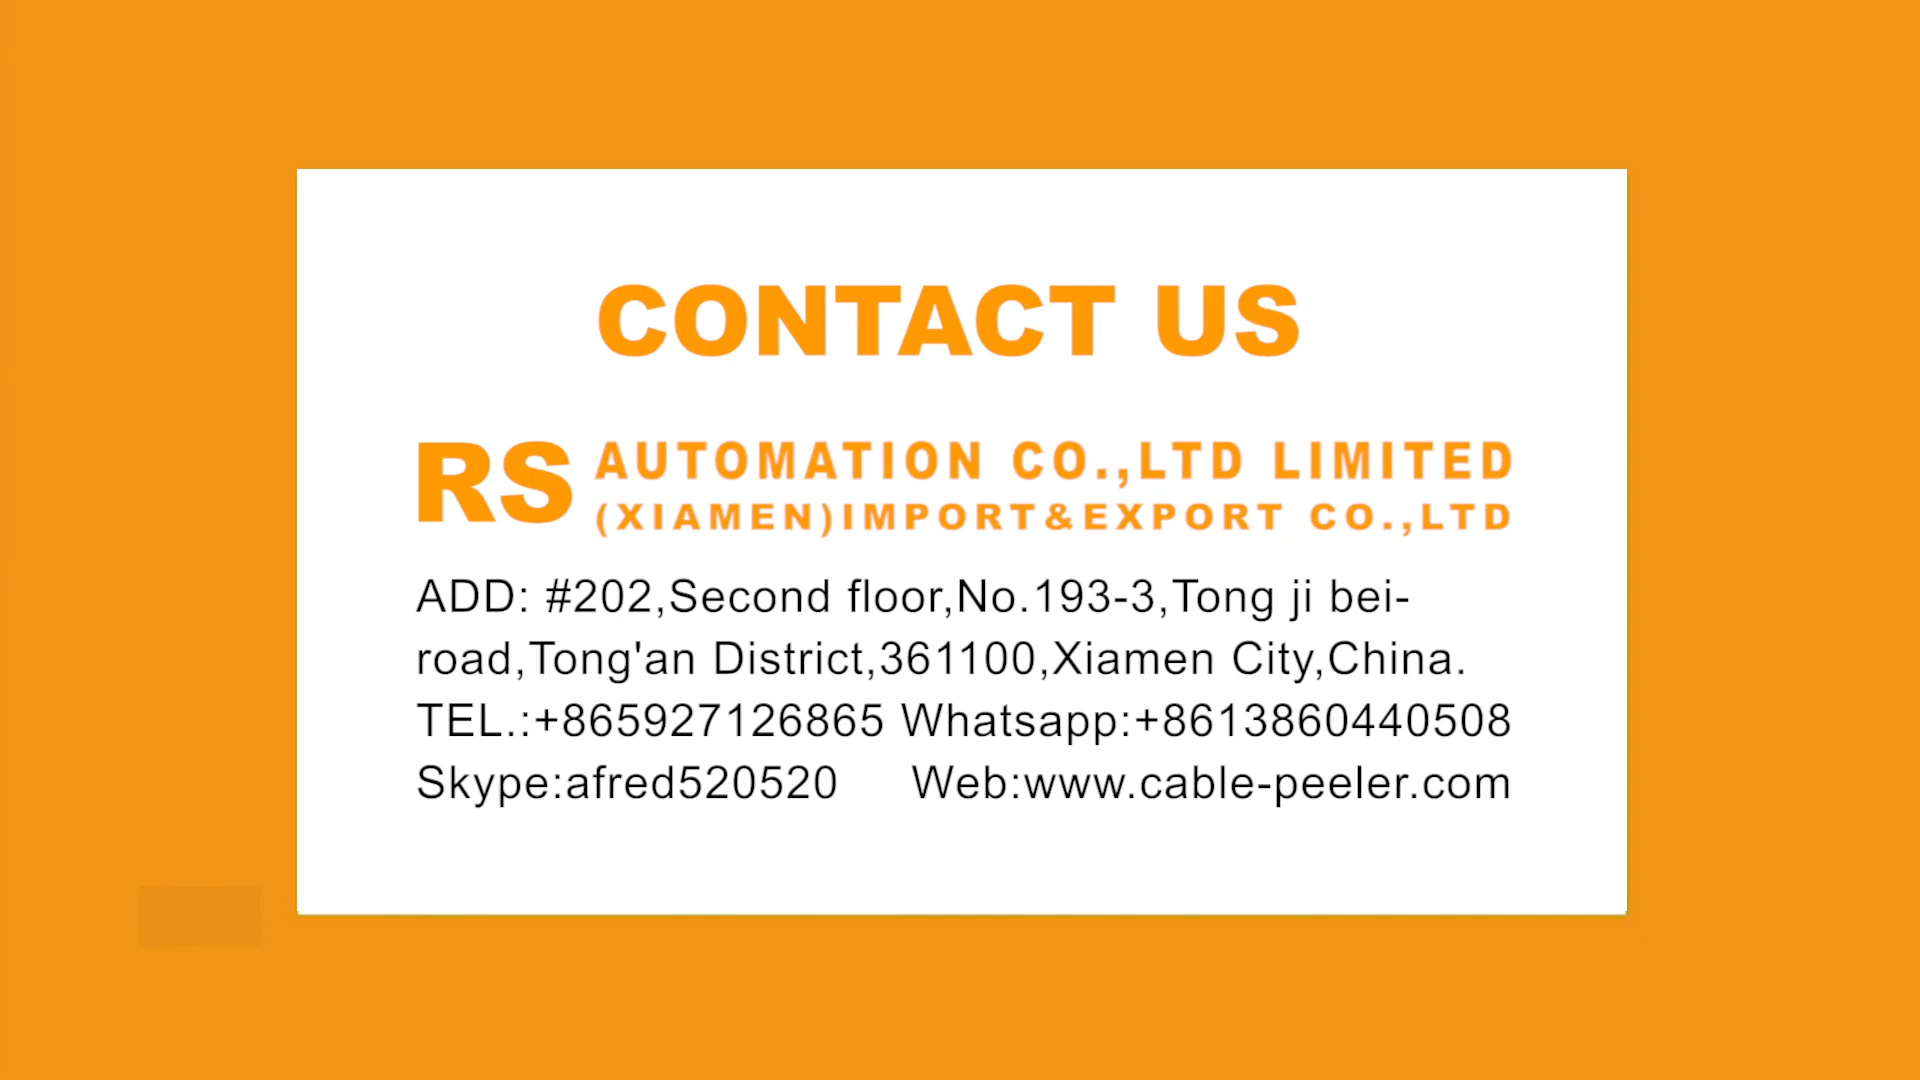 CONTACT US
RS AUTOMATION CO.,LTD LIMITED
(XIAMEN)IMPORT&EXPORT CO.,LTD
ADD: #202,Second floor,No.193-3,Tong ji bei-
road,Tong'an District,361100,Xiamen City,China.
TEL.:+865927126865 Whatsapp:+8613860440508
Skype:afred520520 Web:www.cable-peeler.com